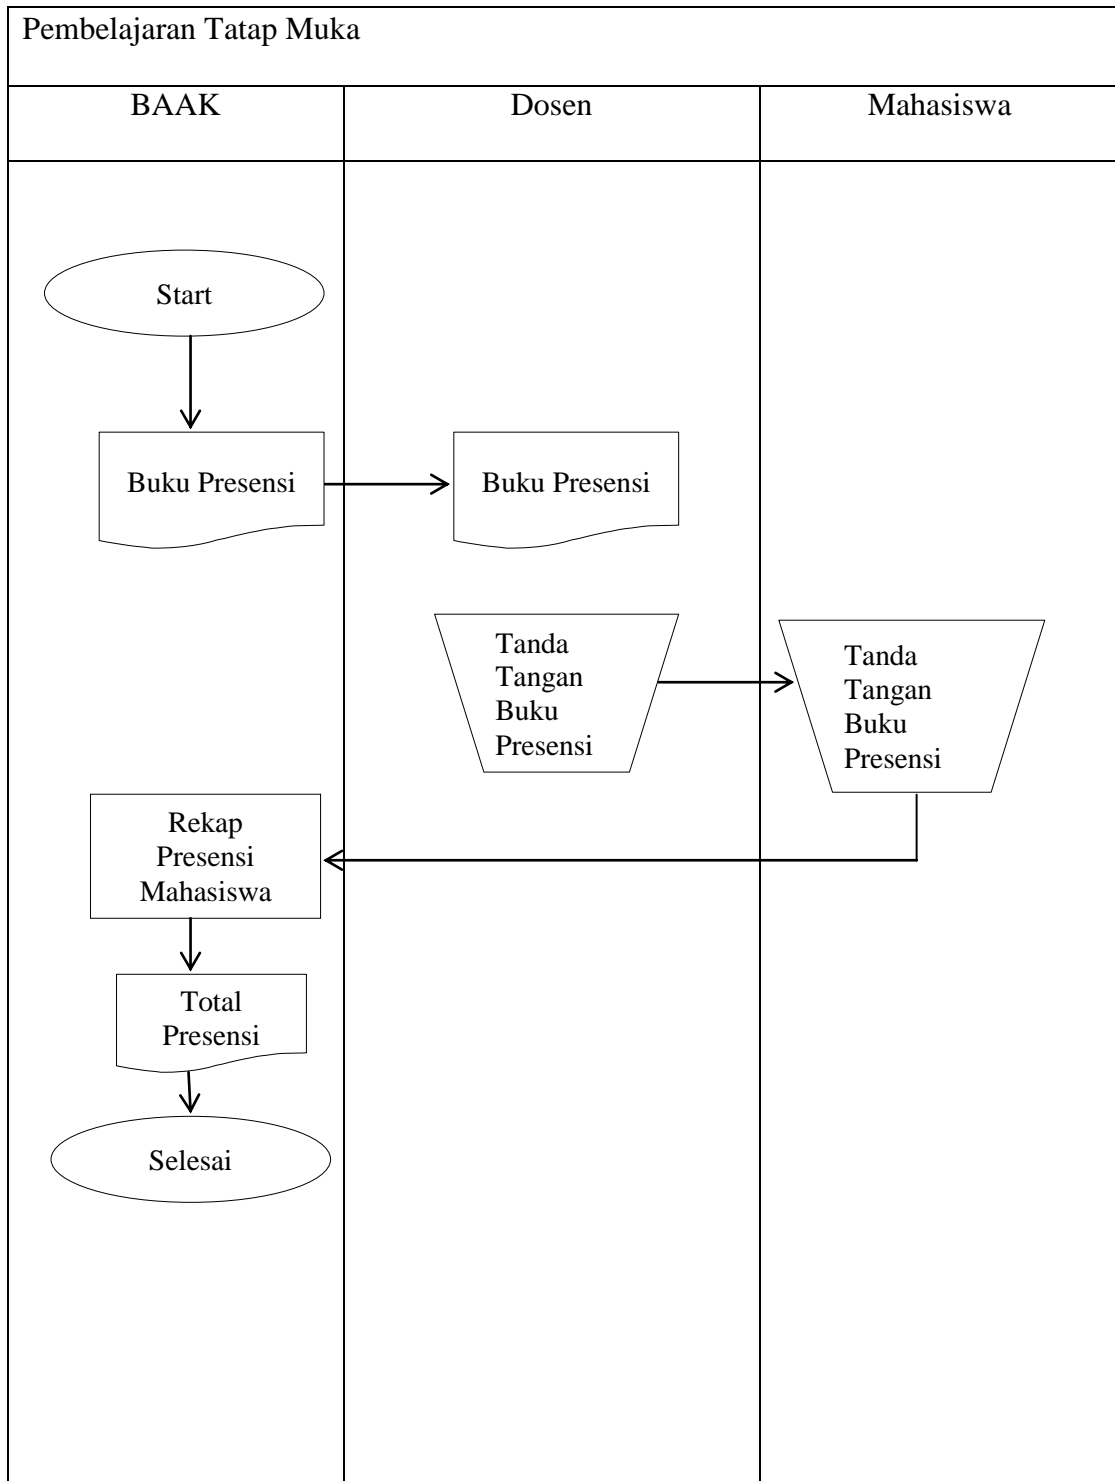 Pembelajaran Tatap Muka
BAAK
Dosen
Mahasiswa
Start
Buku Presensi
Buku Presensi
Tanda
Tangan
Buku
Presensi
Tanda
Tangan
Buku
Presensi
Rekap
Presensi
Mahasiswa
Total
Presensi
Selesai